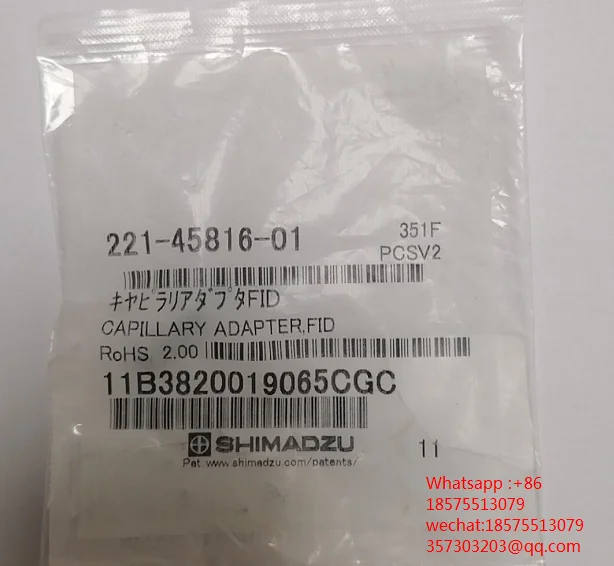 221-45816-01
351F
PCSV2
キャピラリアダプタFID
CAPILLARY ADAPTER,FID
RoHS 2.00
11B3820019065CGC
SHIMADZU
11
Pat.www.shimadzu.com/patents/
Whatsapp :+86
18575513079
wechat:18575513079
357303203@qq.com